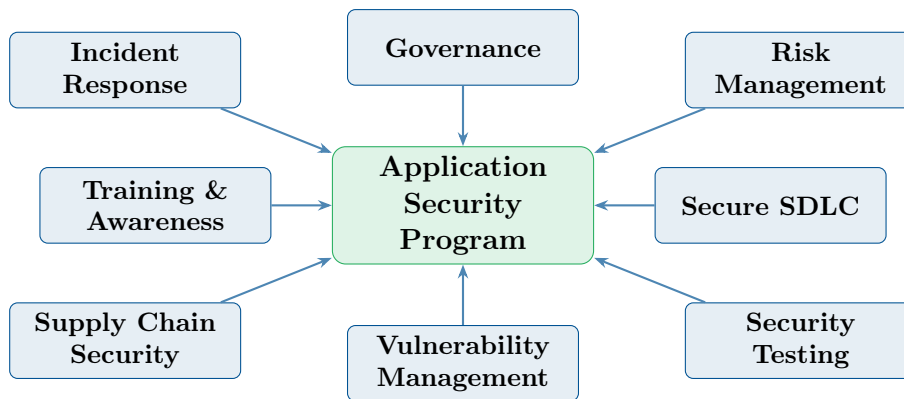 Incident
Response
Governance
Risk
Management
Training &
Awareness
Application
Security
Program
Secure SDLC
Supply Chain
Security
Vulnerability
Management
Security
Testing